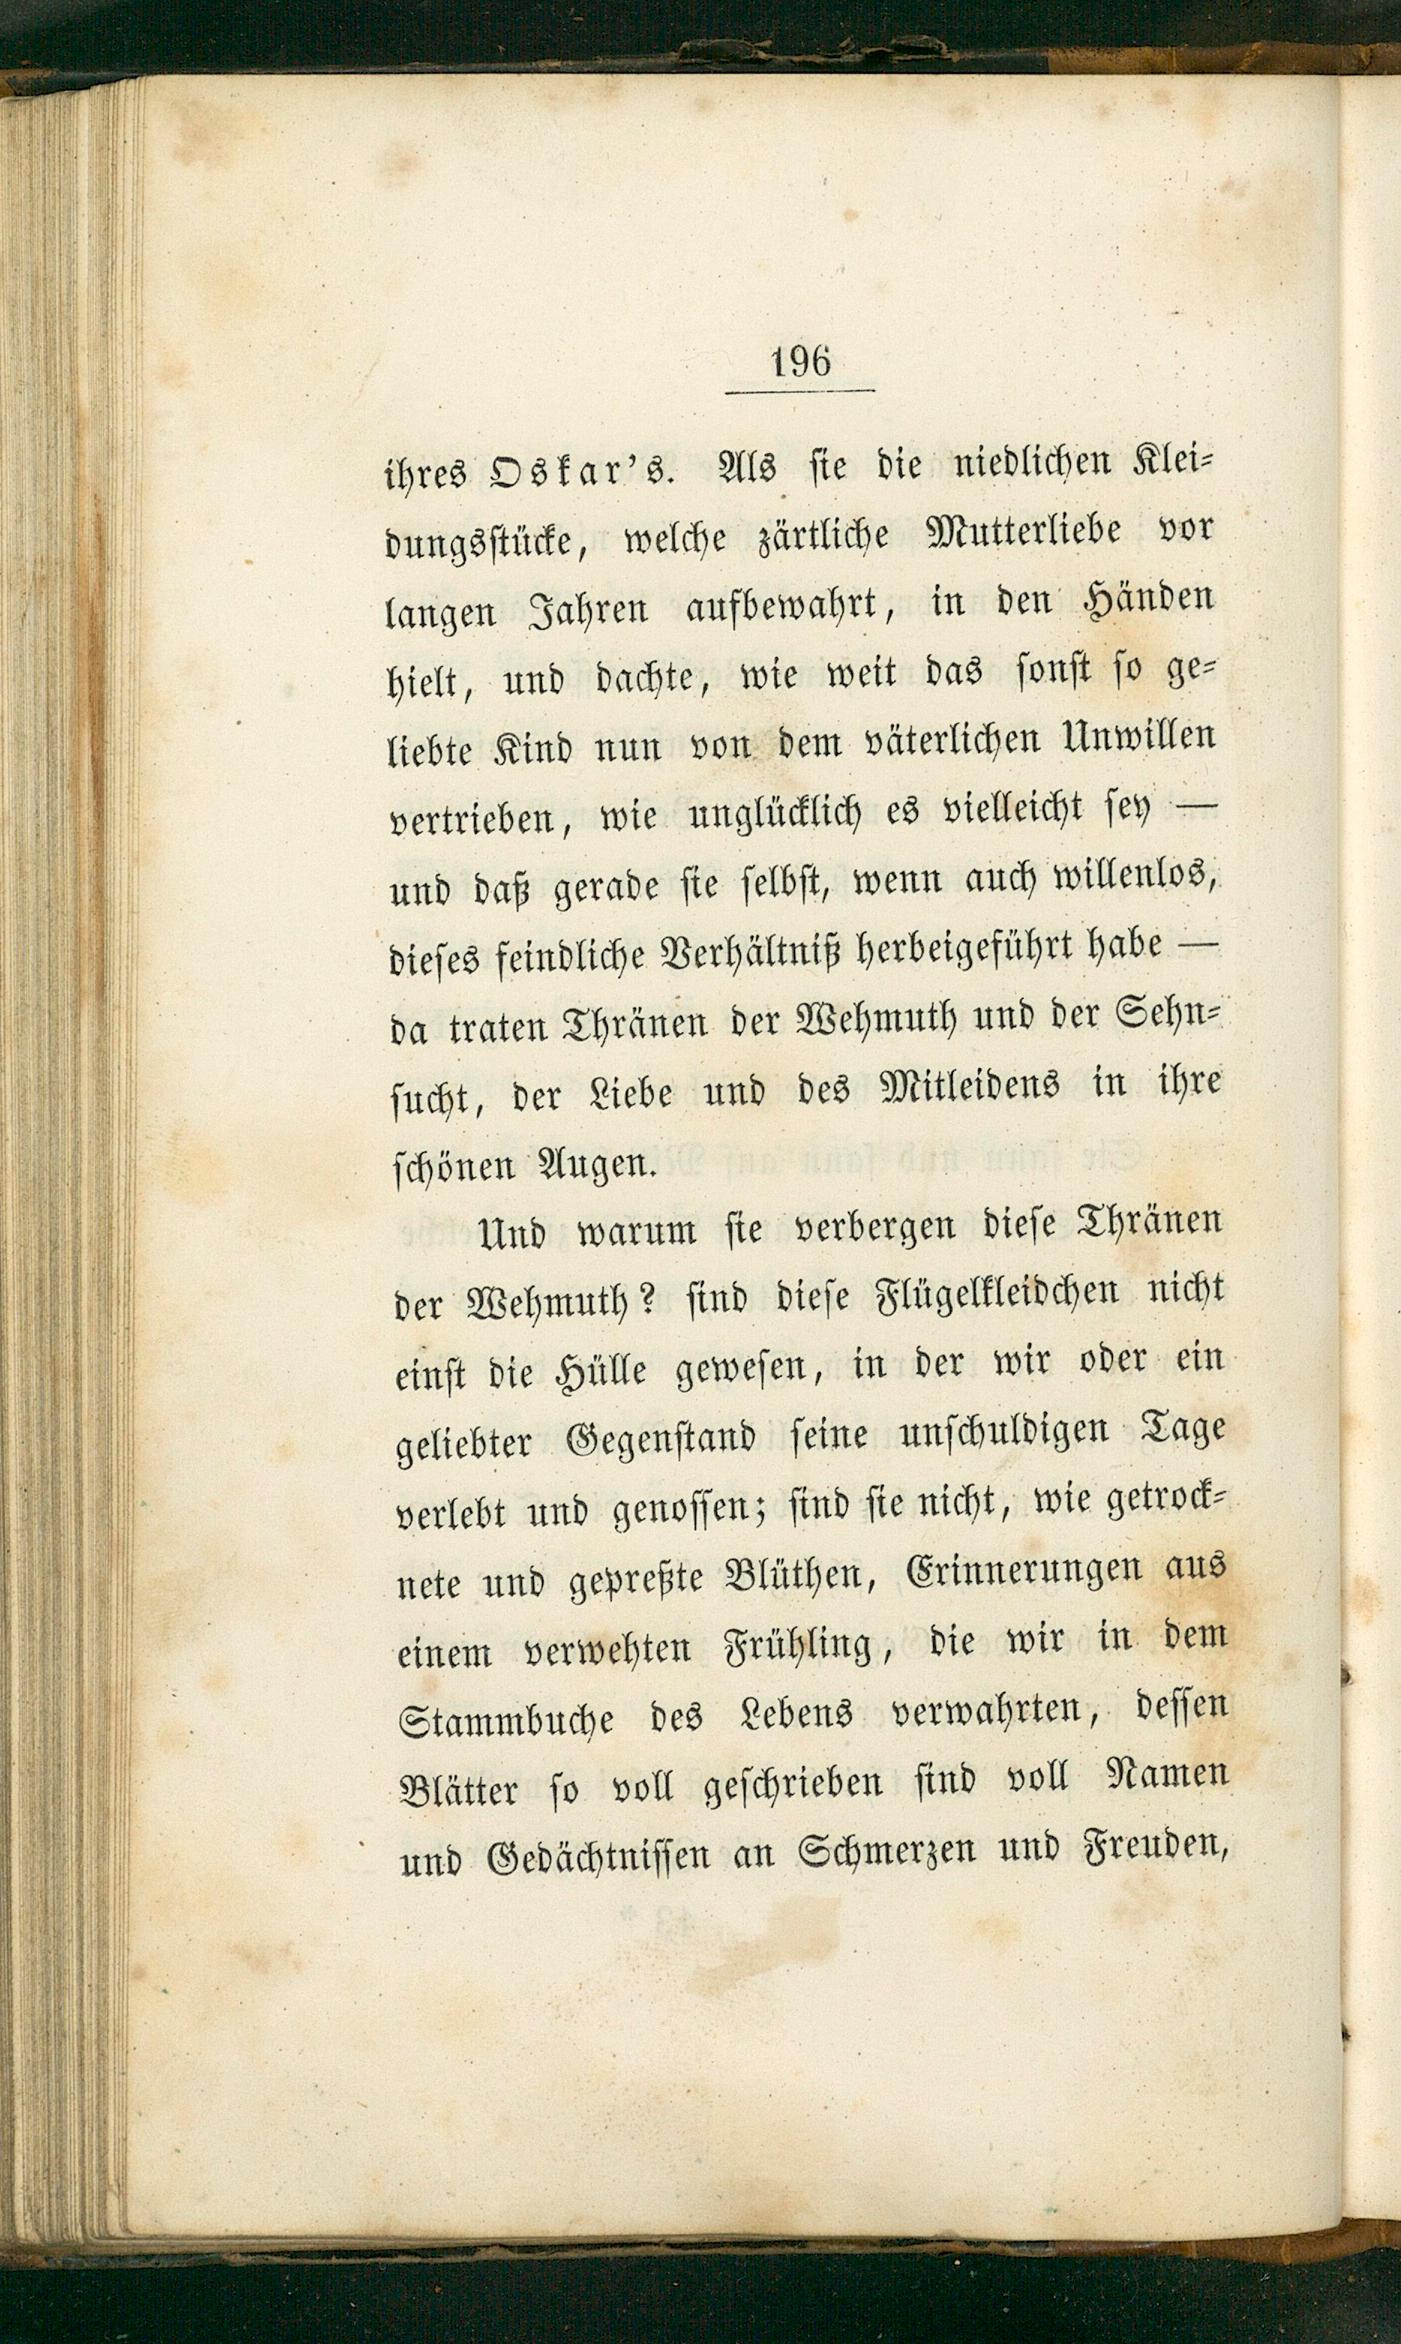 196
ihres Oskar's. Als sie die niedlichen Klei-
dungsstücke, welche zärtliche Mutterliebe vor
langen Jahren aufbewahrt, in den Händen
hielt, und dachte, wie weit das sonst so ge-
liebte Kind nun von dem väterlichen Unwillen
vertrieben, wie unglücklich es vielleicht sey —
und daß gerade sie selbst, wenn auch willenlos,
dieses feindliche Verhältniß herbeigeführt habe —
da traten Thränen der Wehmuth und der Sehn-
sucht, der Liebe und des Mitleidens in ihre
schönen Augen.
Und warum sie verbergen diese Thränen
der Wehmuth? sind diese Flügelkleidchen nicht
einst die Hülle gewesen, in der wir oder ein
geliebter Gegenstand seine unschuldigen Tage
verlebt und genossen; sind sie nicht, wie getrock-
nete und gepreßte Blüthen, Erinnerungen aus
einem verwehten Frühling, die wir in dem
Stammbuche des Lebens verwahrten, dessen
Blätter so voll geschrieben sind voll Namen
und Gedächtnissen an Schmerzen und Freuden,